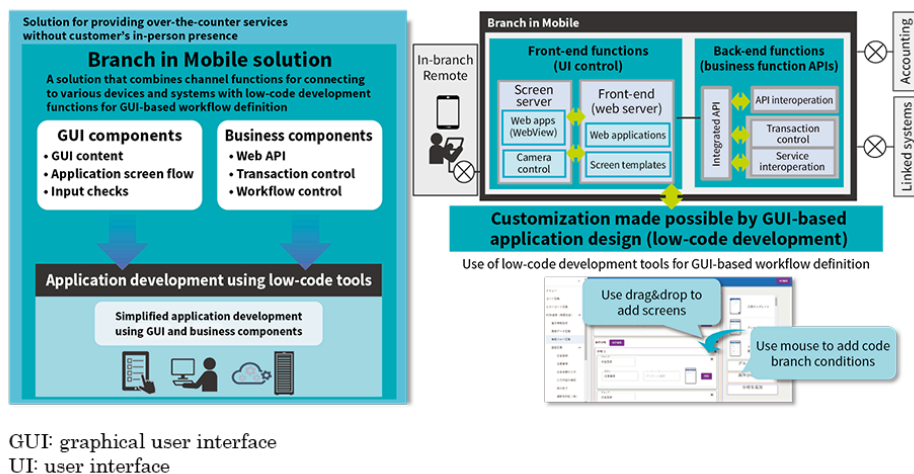 Solution for providing over-the-counter services
without customer's in-person presence
Branch in Mobile solution
A solution that combines channel functions for connecting
to various devices and systems with low-code development
functions for GUI-based workflow definition
GUI components
• GUI content
• Application screen flow
• Input checks
Business components
• Web API
• Transaction control
• Workflow control
Application development using low-code tools
Simplified application development
using GUI and business components
In-branch
Remote
Branch in Mobile
Front-end functions
(UI control)
Screen
server
Web apps
(WebView)
Camera
control
Front-end
(web server)
Web applications
Screen templates
Back-end functions
(business function APIs)
Integrated API
API interoperation
Transaction
control
Service
interoperation
Accounting
Linked systems
Customization made possible by GUI-based
application design (low-code development)
Use of low-code development tools for GUI-based workflow definition
Use drag&drop to
add screens
Use mouse to add code
branch conditions
GUI: graphical user interface
UI: user interface